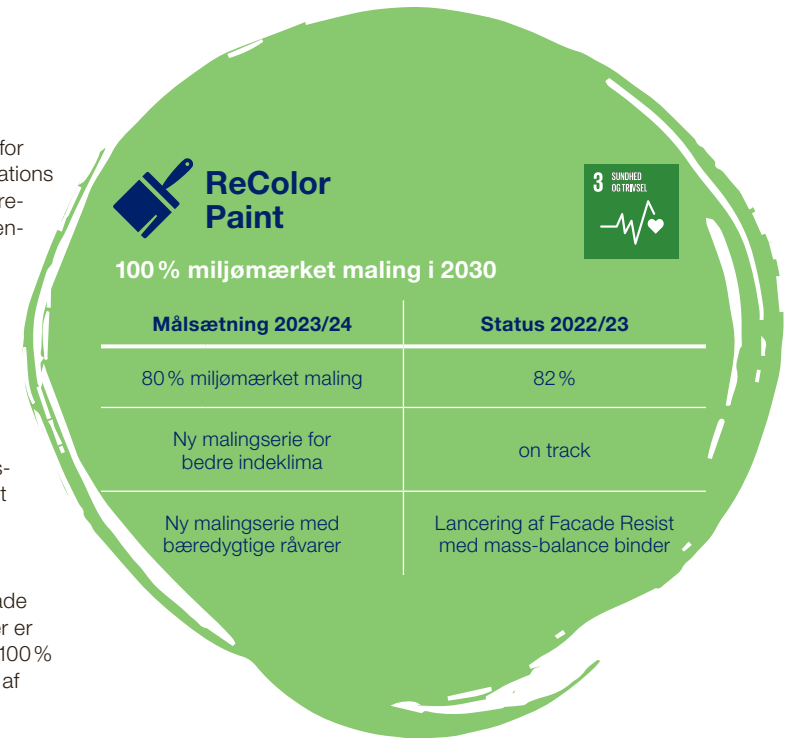 for
ations
re-
en-
s-
t
ade
er er
100 %
af
ReColor
Paint
3 SUNDHED
OG TRIVSEL
100 % miljømærket maling i 2030
Målsætning 2023/24 Status 2022/23
80 % miljømærket maling 82 %
Ny malingserie for
bedre indeklima
on track
Ny malingserie med
bæredygtige råvarer
Lancering af Facade Resist
med mass-balance binder